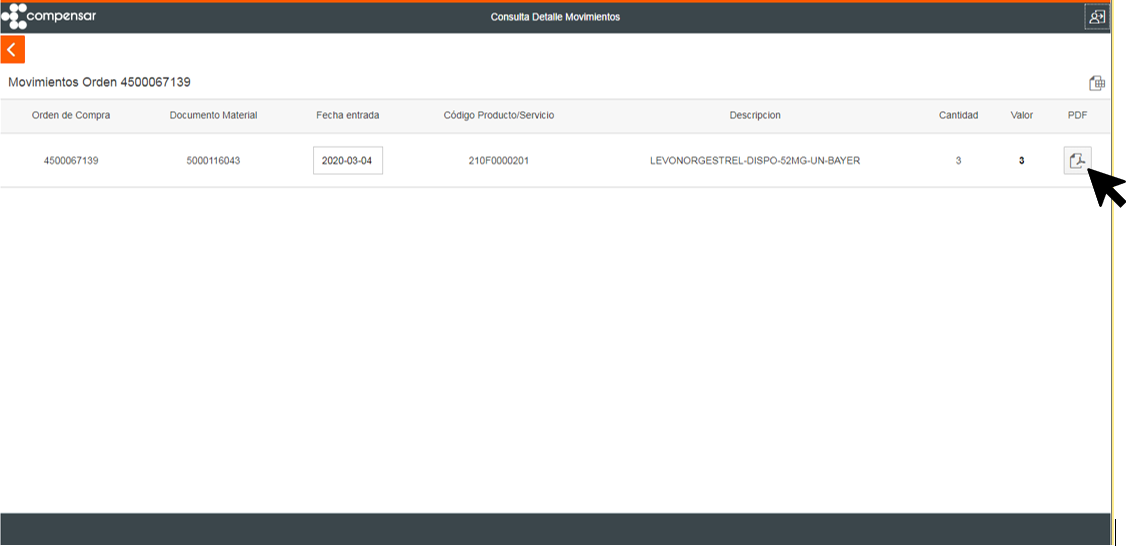 compensar
Consulta Detalle Movimientos
Movimientos Orden 4500067139
Orden de Compra Documento Material Fecha entrada Código Producto/Servicio Descripcion Cantidad Valor PDF
4500067139 5000116043 2020-03-04 210F0000201 LEVONORGESTREL-DISPO-52MG-UN-BAYER 3 3